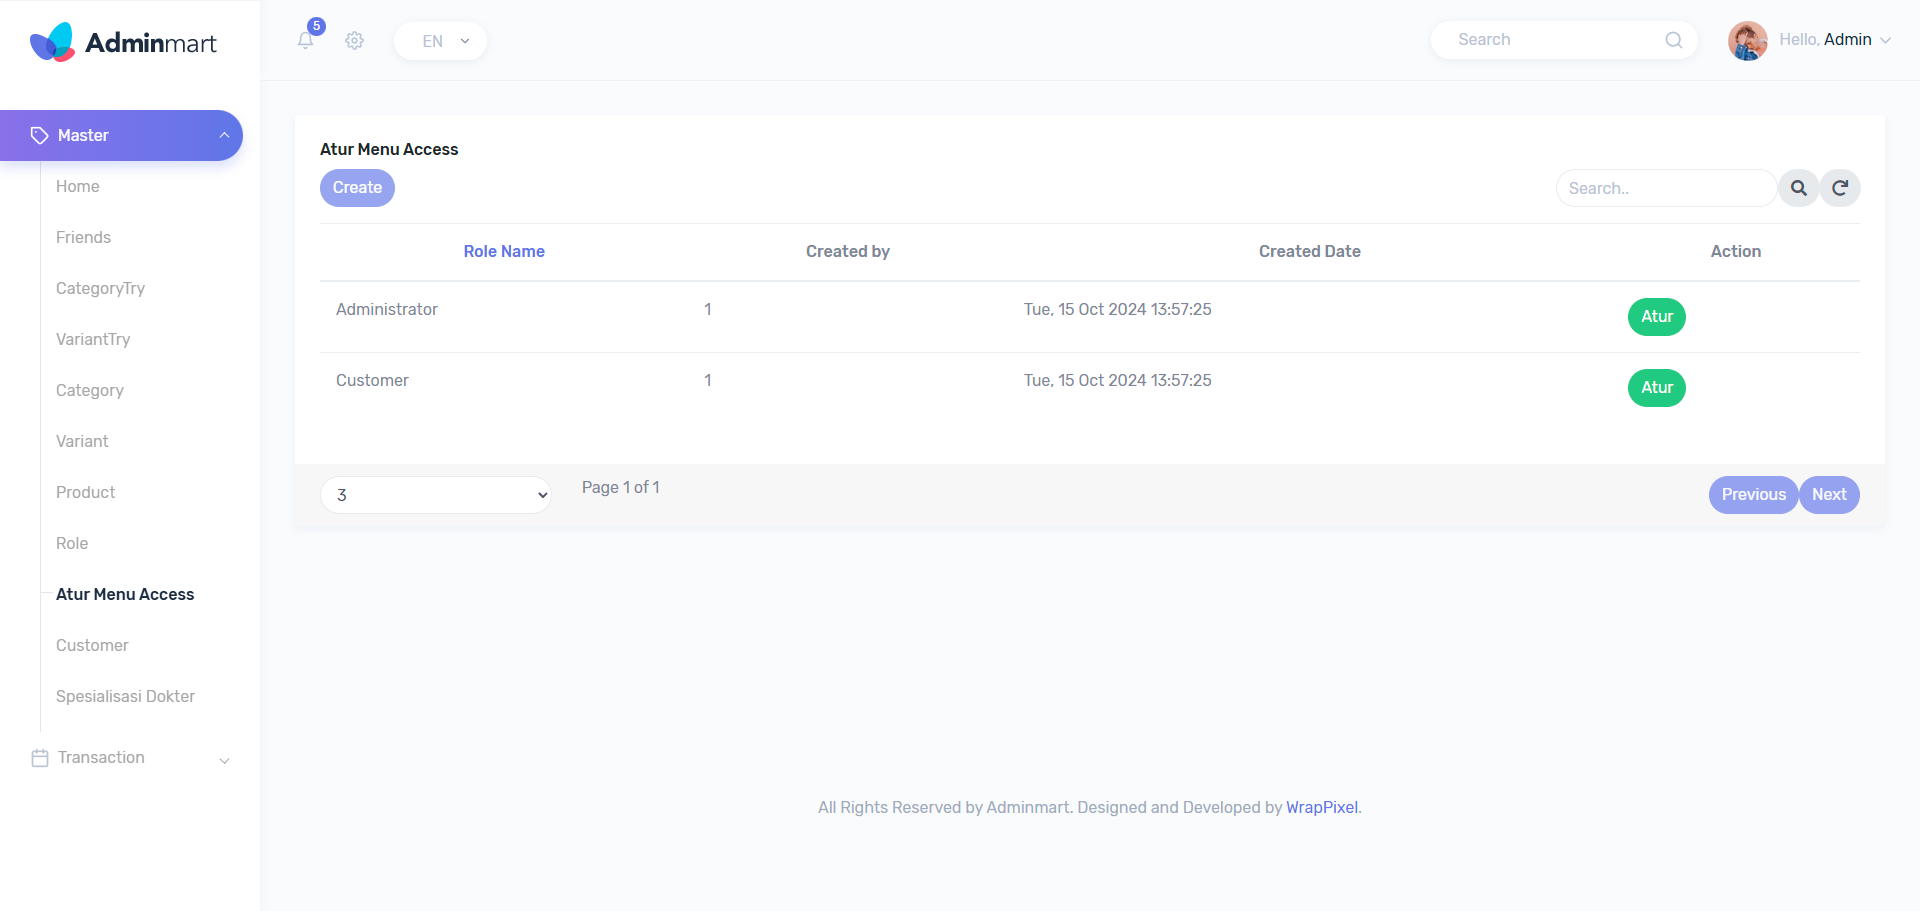 Adminmart
5
EN
Search
Hello, Admin
Master
Home
Friends
CategoryTry
VariantTry
Category
Variant
Product
Role
Atur Menu Access
Customer
Spesialisasi Dokter
Transaction
Atur Menu Access
Create
Search..
Role Name Created by Created Date Action
Administrator 1 Tue, 15 Oct 2024 13:57:25 Atur
Customer 1 Tue, 15 Oct 2024 13:57:25 Atur
3 Page 1 of 1 Previous Next
All Rights Reserved by Adminmart. Designed and Developed by WrapPixel.